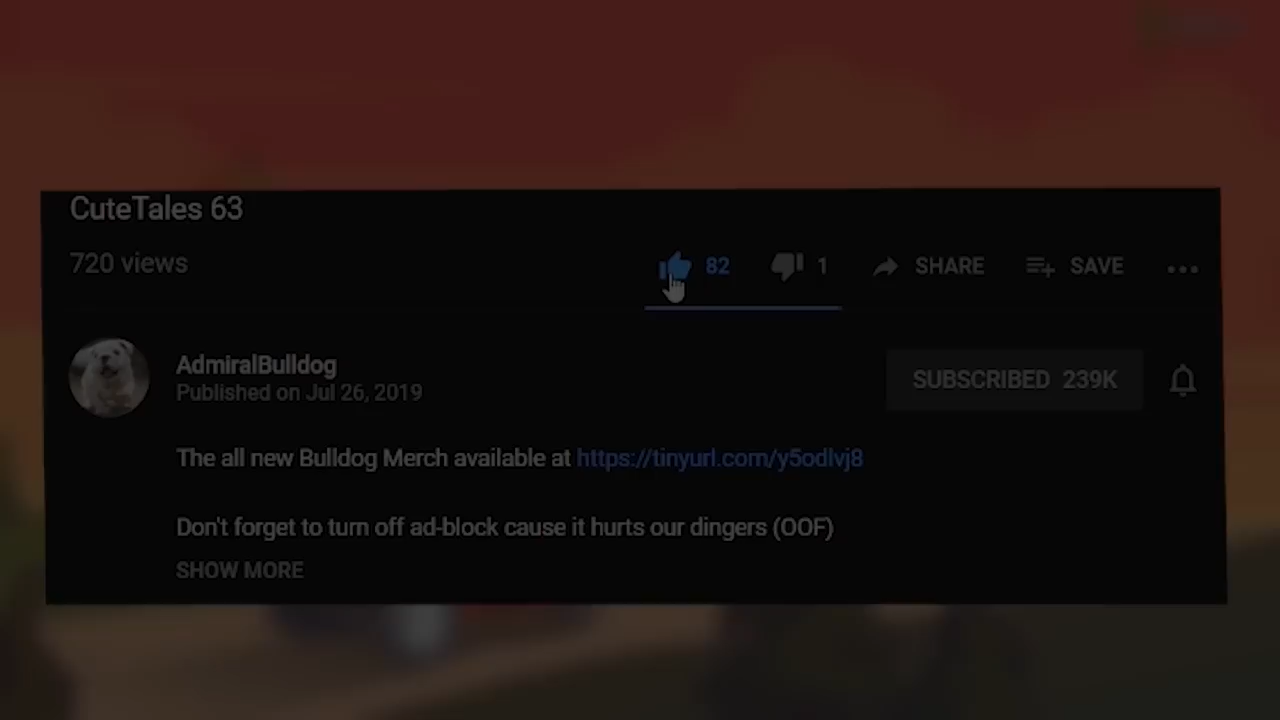 CuteTales 63
720 views
82 1 SHARE SAVE
AdmiralBulldog
Published on Jul 26, 2019
SUBSCRIBED 239K
The all new Bulldog Merch available at https://tinyurl.com/y5odlvj8
Don't forget to turn off ad-block cause it hurts our dingers (OOF)
SHOW MORE